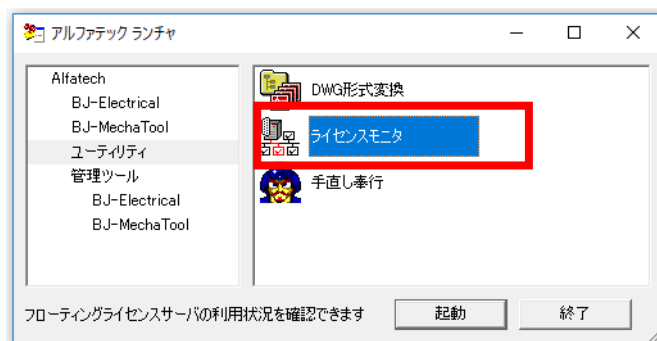 アルファテック ランチャ
Alfatech
BJ-Electrical
BJ-MechaTool
ユーティリティ
管理ツール
BJ-Electrical
BJ-MechaTool
DWG形式変換
ライセンスモニタ
手直し奉行
フローティングライセンスサーバの利用状況を確認できます
起動
終了